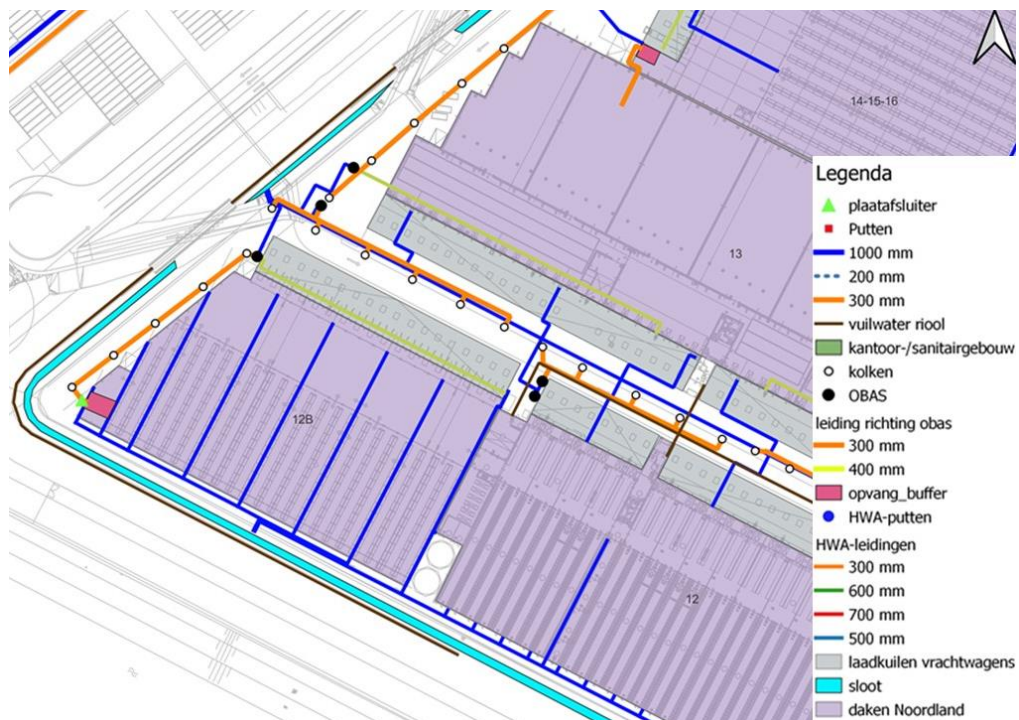 14-15-16
13
12B
12
Legenda
plaatafsluiter
Putten
1000 mm
200 mm
300 mm
vuilwater riool
kantoor-/sanitairgebouw
kolken
OBAS
leiding richting obas
300 mm
400 mm
opvang_buffer
HWA-putten
HWA-leidingen
300 mm
600 mm
700 mm
500 mm
laadkuilen vrachtwagens
sloot
daken Noordland